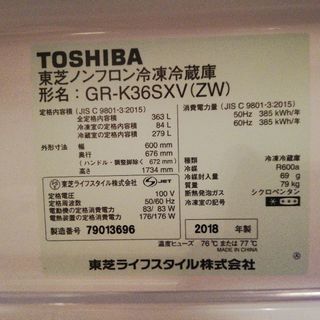 TOSHIBA
東芝ノンフロン冷凍冷蔵庫
形名：GR-K36SXV(ZW)
定格内容積 (JIS C 9801-3:2015)
全定格内容積 363 L
冷凍室の定格内容積 84 L
冷蔵室の定格内容積 279 L
外形寸法 幅 600 mm
奥行 676 mm
(ハンドル・調整脚除く 672 mm)
高さ 1734 mm
東芝ライフスタイル株式会社
JET
定格電圧 100 V
定格周波数 50/60 Hz
電動機の定格消費電力 83/ 83 W
電熱装置の定格消費電力 176/176 W
製造番号 79013696
消費電力量 (JIS C 9801-3:2015)
50Hz 385 kWh/年
60Hz 385 kWh/年
種類 冷凍冷蔵庫
冷媒 R600a
冷媒封入量 69 g
質量 79 kg
断熱発泡ガス シクロペンタン
冷凍室の記号
2018 年製
温度ヒューズ 76℃ または 77℃
MADE IN CHINA
東芝ライフスタイル株式会社